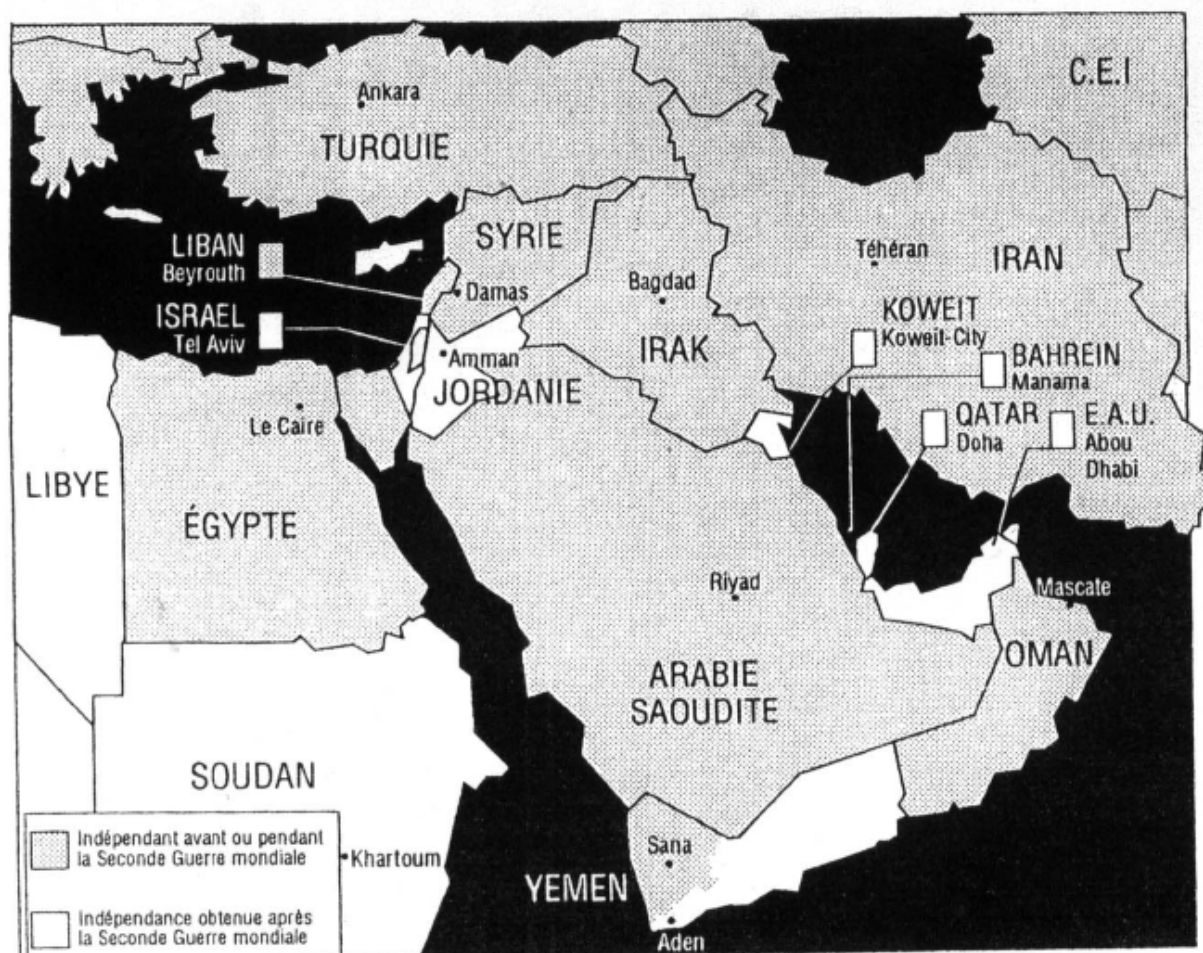 C.E.I
Ankara
TURQUIE
LIBAN
Beyrouth
SYRIE
Damas
Téhéran
IRAN
Bagdad
ISRAEL
Tel Aviv
KOWEIT
Koweit-City
IRAK
Amman
JORDANIE
BAHREIN
Manama
Le Caire
QATAR
Doha
E.A.U.
Abou
Dhabi
LIBYE
ÉGYPTE
Riyad
Mascate
OMAN
ARABIE
SAOUDITE
SOUDAN
Indépendant avant ou pendant
la Seconde Guerre mondiale
Khartoum
Sana
YEMEN
Indépendance obtenue après
la Seconde Guerre mondiale
Aden